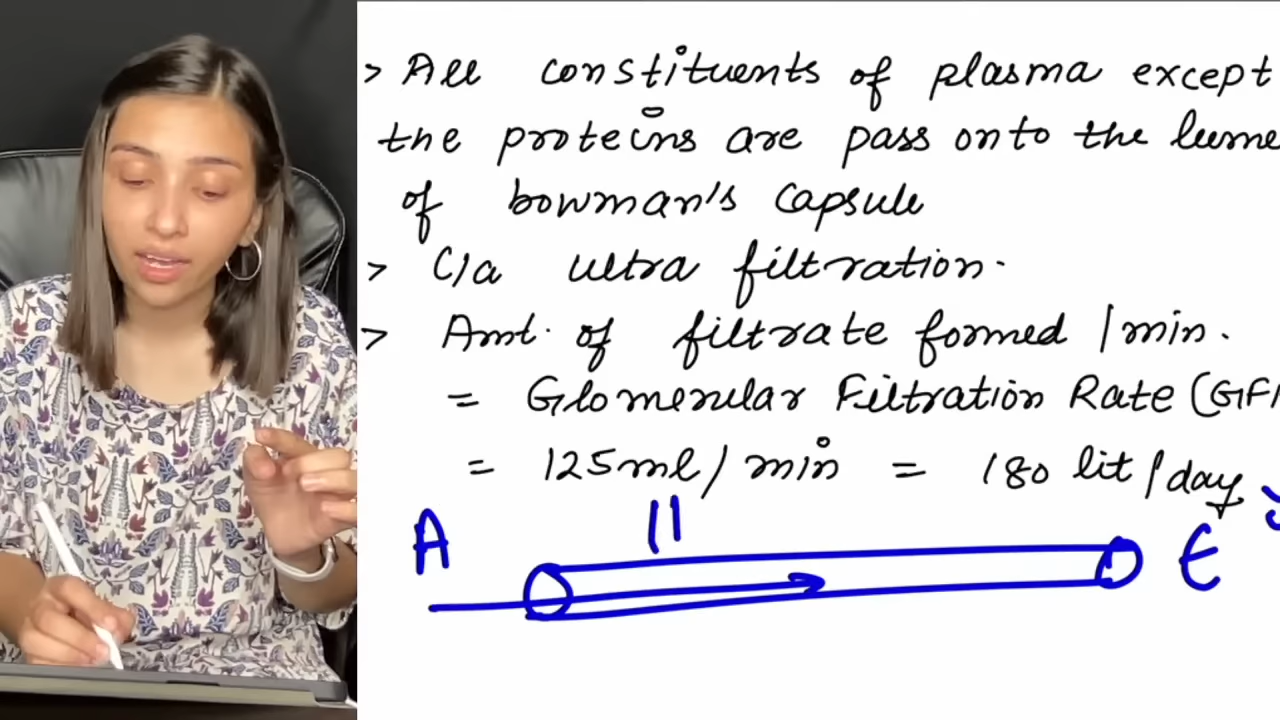 > All constituents of plasma except
the proteins are pass onto the lume
of bowman's capsule
> C/a ultra filtration.
> Amt. of filtrate formed /min.
= Glomerular Filtration Rate (GF
= 125ml/min = 180 lit/day
A
E